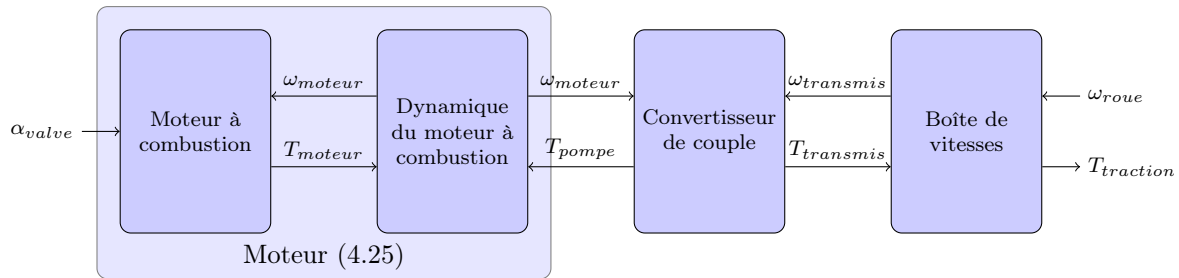 α_valve
Moteur à
combustion
ω_moteur
T_moteur
Dynamique
du moteur à
combustion
Moteur (4.25)
ω_moteur
T_pompe
Convertisseur
de couple
ω_transmis
T_transmis
Boîte de
vitesses
ω_roue
T_traction